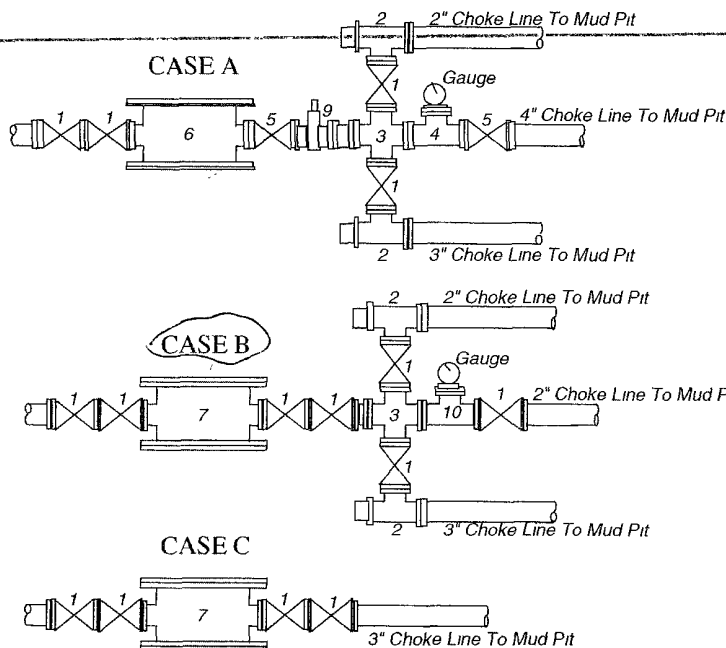 2 2" Choke Line To Mud Pit
CASE A
1 Gauge
1 1 6 5 9 3 4 5 4" Choke Line To Mud Pit
1
2 3" Choke Line To Mud Pit
2 2" Choke Line To Mud Pit
CASE B
1 Gauge
1 1 7 1 1 3 10 1 2" Choke Line To Mud P
1
2 3" Choke Line To Mud Pit
CASE C
1 1 7 1 1
3" Choke Line To Mud Pit